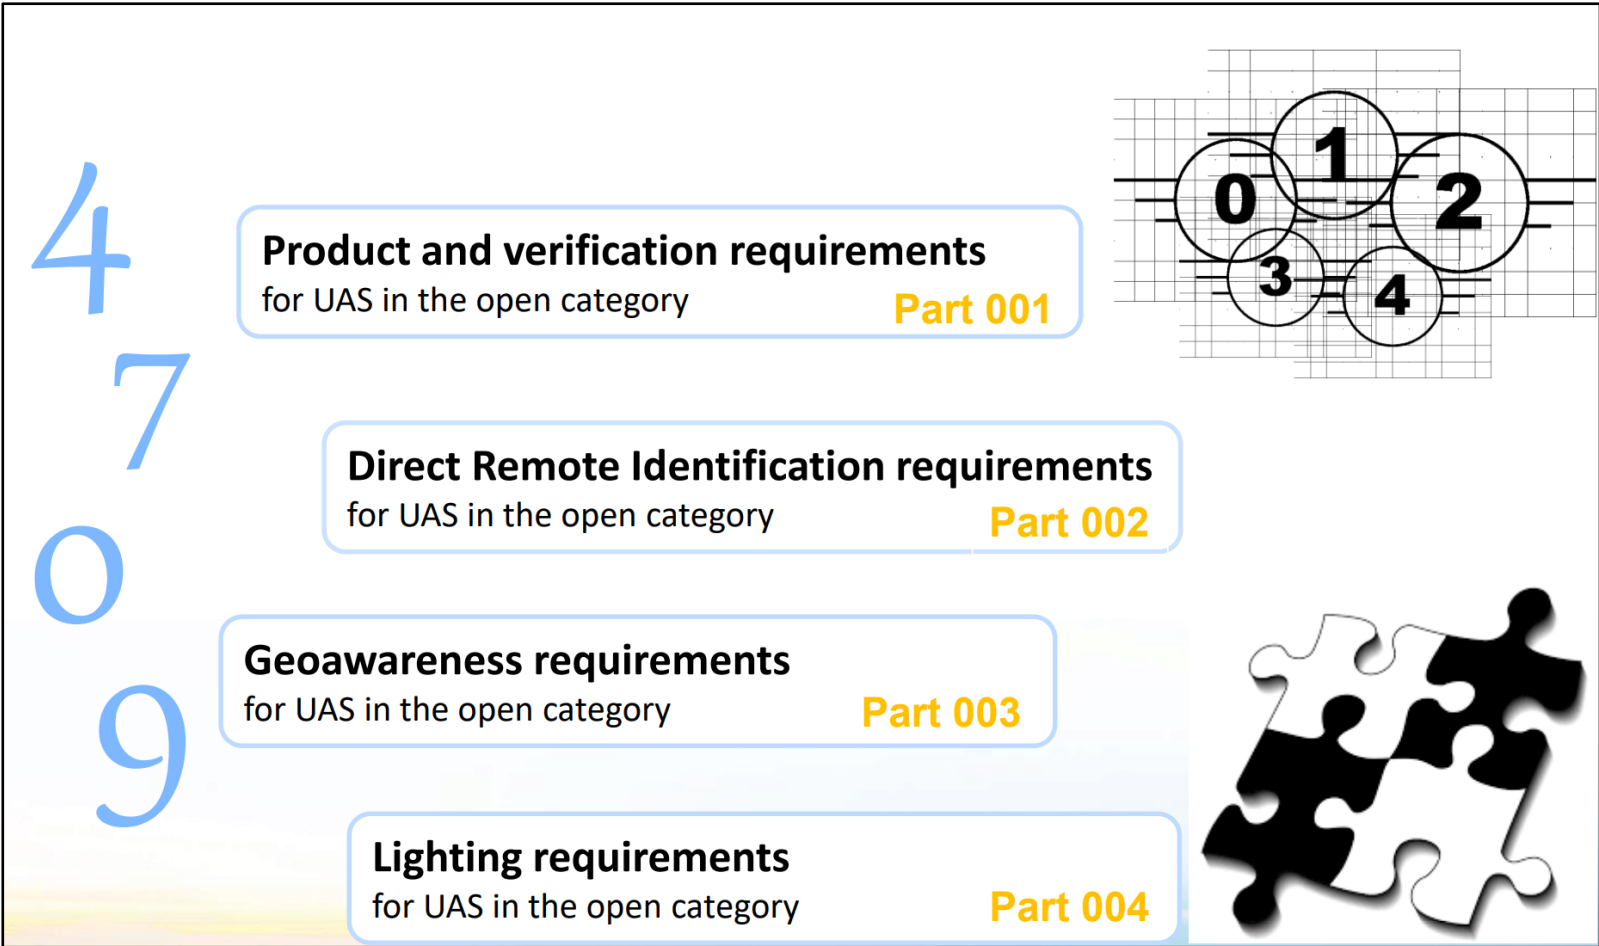 4
7
0
9
Product and verification requirements
for UAS in the open category
Part 001
Direct Remote Identification requirements
for UAS in the open category
Part 002
Geoawareness requirements
for UAS in the open category
Part 003
Lighting requirements
for UAS in the open category
Part 004
0
1
2
3
4